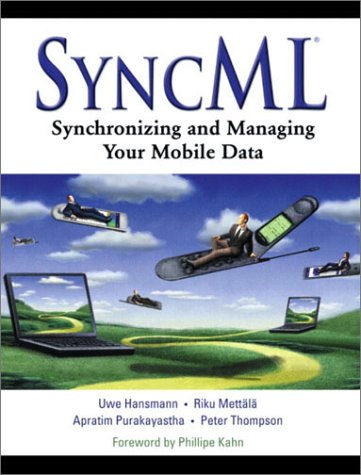 SYNCML®
Synchronizing and Managing
Your Mobile Data
Uwe Hansmann • Riku Mettälä
Apratim Purakayastha • Peter Thompson
Foreword by Phillipe Kahn